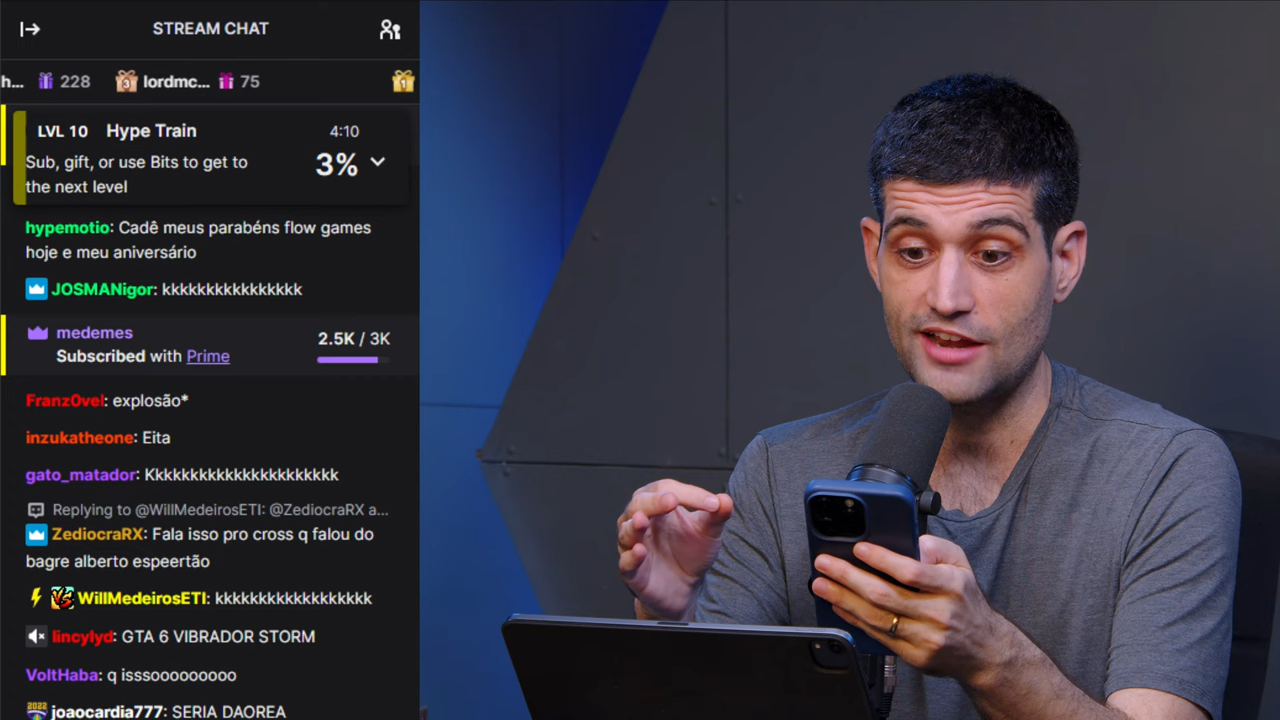 STREAM CHAT
h... 228 lordmc... 75
LVL 10 Hype Train 4:10
Sub, gift, or use Bits to get to
the next level
3%
hypemotio: Cadê meus parabéns flow games
hoje e meu aniversário
JOSMANigor: kkkkkkkkkkkkkkkk
medemes
Subscribed with Prime
2.5K / 3K
Franz0vel: explosão*
inzukatheone: Eita
gato_matador: Kkkkkkkkkkkkkkkkkkkkkk
Replying to @WillMedeirosETI: @ZediocraRX a...
ZediocraRX: Fala isso pro cross q falou do
bagre alberto espeertão
WillMedeirosETI: kkkkkkkkkkkkkkkkkk
lincylyd: GTA 6 VIBRADOR STORM
VoltHaba: q isssooooooooo
joaocardia777: SERIA DAOREA